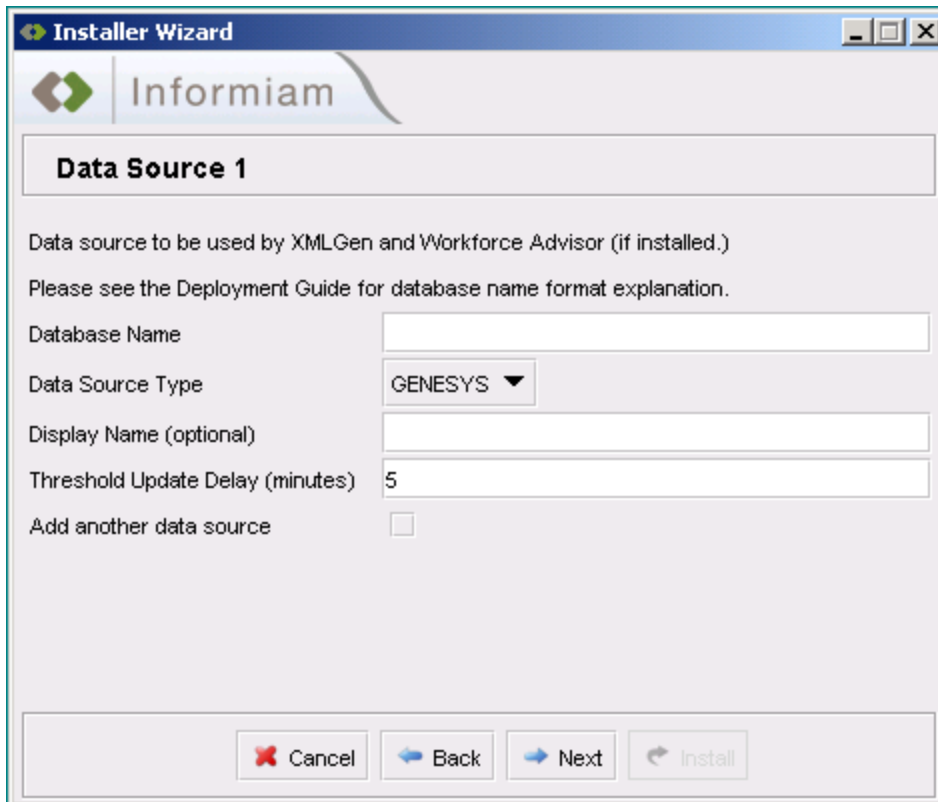 Installer Wizard
Informiam
Data Source 1
Data source to be used by XMLGen and Workforce Advisor (if installed.)
Please see the Deployment Guide for database name format explanation.
Database Name
Data Source Type GENESYS
Display Name (optional)
Threshold Update Delay (minutes) 5
Add another data source
Cancel Back Next Install